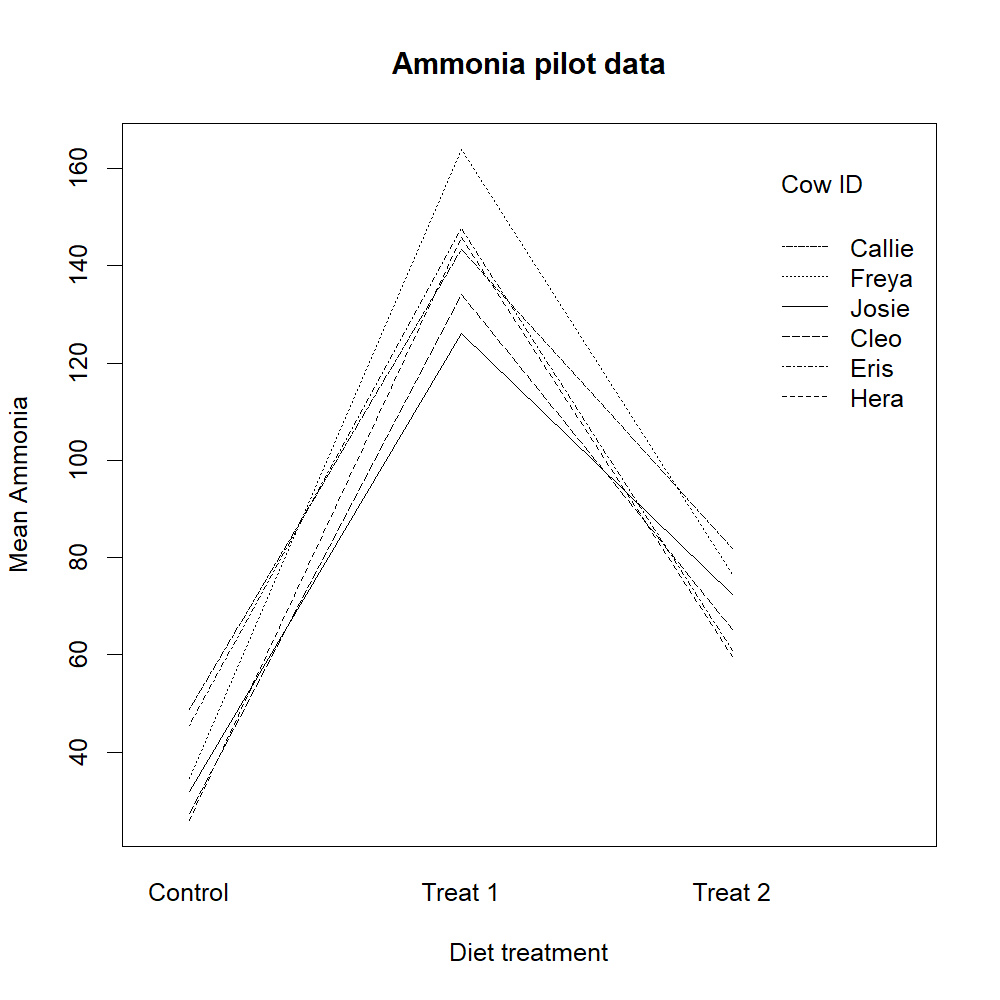 Ammonia pilot data
Mean Ammonia
160
140
120
100
80
60
40
Cow ID
Callie
Freya
Josie
Cleo
Eris
Hera
Control Treat 1 Treat 2
Diet treatment